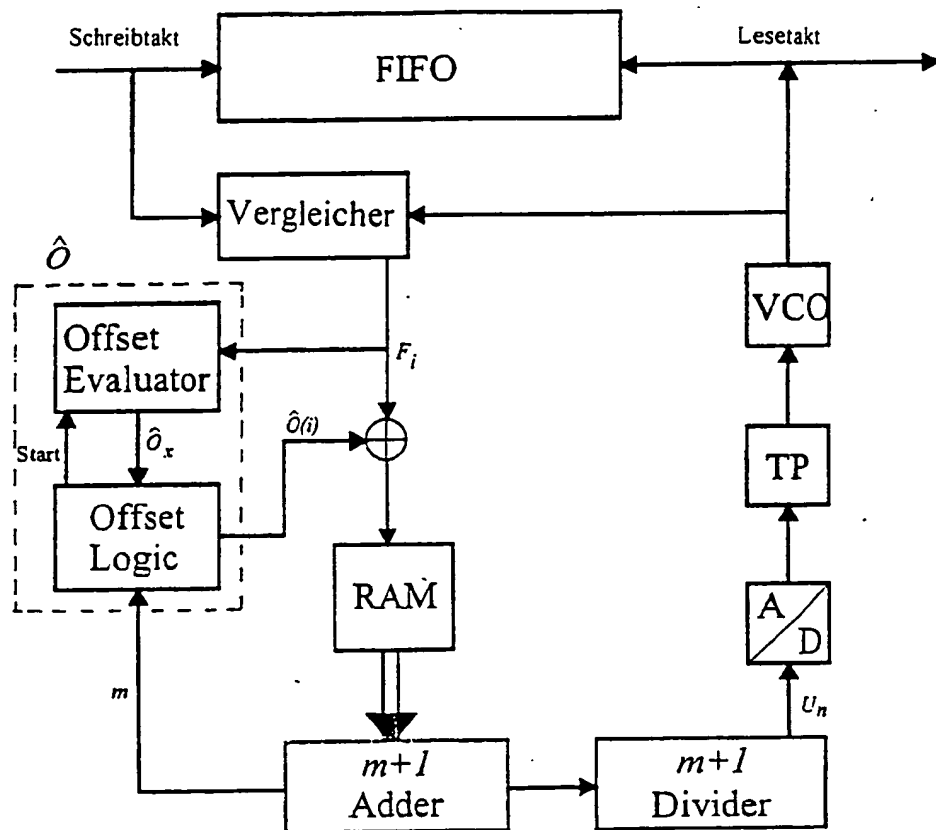 Schreibtakt
Lesetakt
FIFO
Vergleicher
Ô
VCO
Offset
Evaluator
F_i
Ô(i)
Start
Ô_x
TP
Offset
Logic
RAM
A
D
m
U_n
m+1
Adder
m+1
Divider